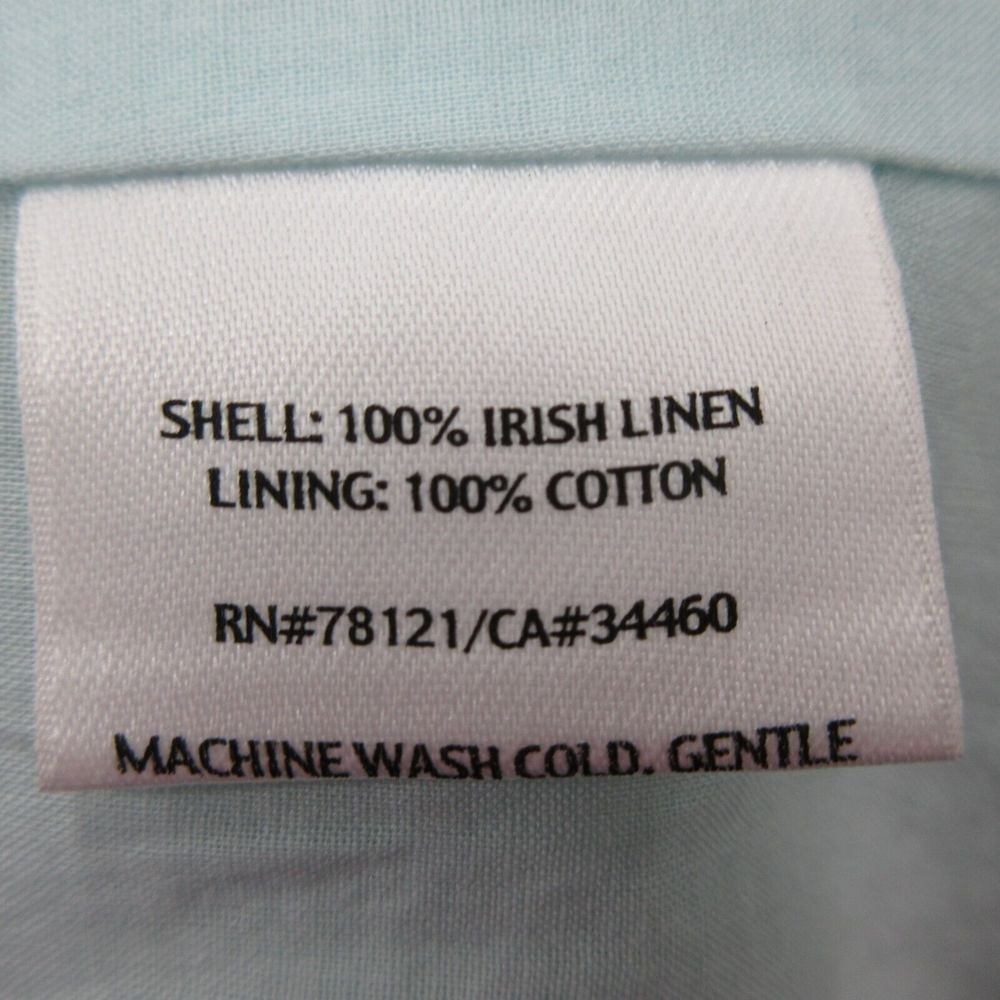 SHELL: 100% IRISH LINEN
LINING: 100% COTTON
RN#78121/CA#34460
MACHINE WASH COLD. GENTLE